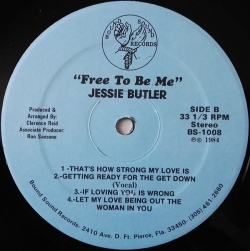 BOUND SOUND
RECORDS
"Free To Be Me"
JESSIE BUTLER
Produced &
Arranged By:
Clarence Reid
Associate Producer:
Ron Sansone
SIDE B
33 1/3 RPM
Stereo
BS-1008
℗© 1984
1-THAT'S HOW STRONG MY LOVE IS
2-GETTING READY FOR THE GET DOWN
(Vocal)
3-IF LOVING YOU IS WRONG
4-LET MY LOVE BEING OUT THE
WOMAN IN YOU
Bound Sound Records- 2410 Ave. D. Ft. Pierce, Fla. 33450- (305) 461-2680